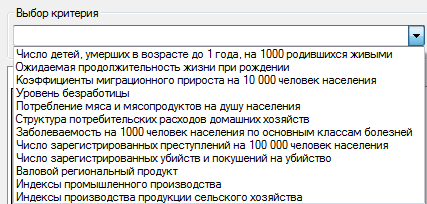 Выбор критерия
Число детей, умерших в возрасте до 1 года, на 1000 родившихся живыми
Ожидаемая продолжительность жизни при рождении
Коэффициенты миграционного прироста на 10 000 человек населения
Уровень безработицы
Потребление мяса и мясопродуктов на душу населения
Структура потребительских расходов домашних хозяйств
Заболеваемость на 1000 человек населения по основным классам болезней
Число зарегистрированных преступлений на 100 000 человек населения
Число зарегистрированных убийств и покушений на убийство
Валовой региональный продукт
Индексы промышленного производства
Индексы производства продукции сельского хозяйства